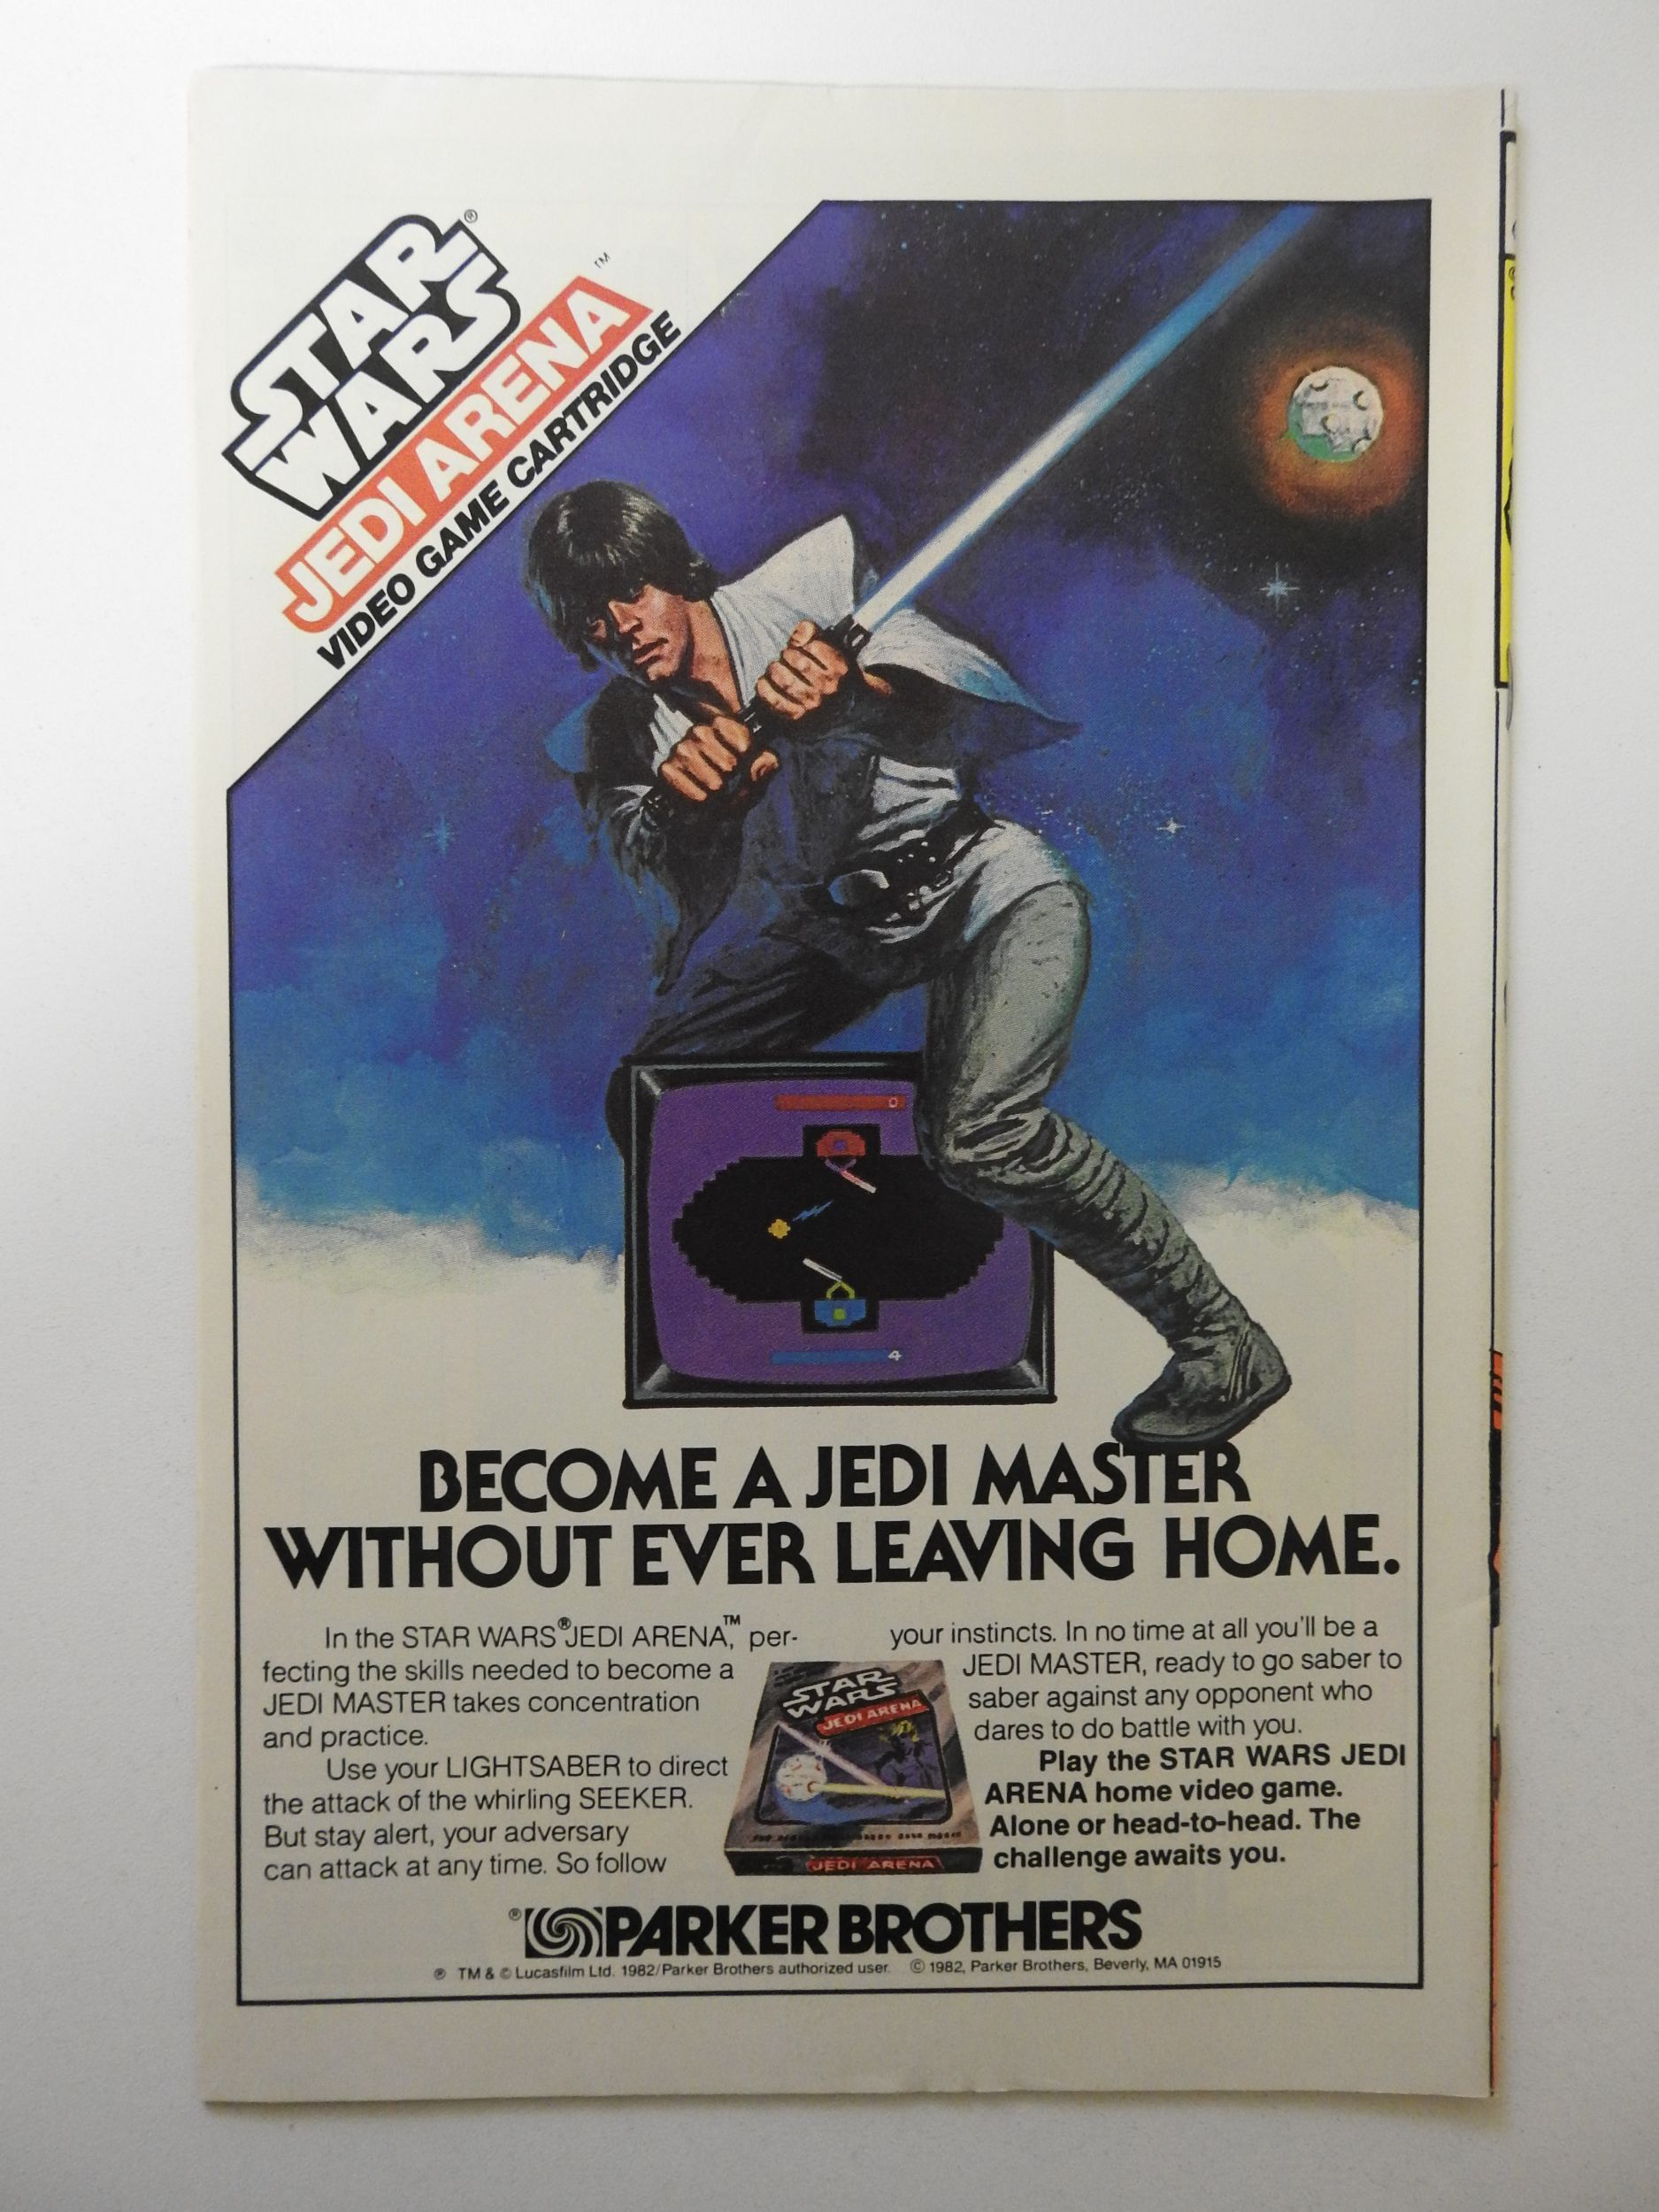 STAR®
WARS
JEDI ARENA™
VIDEO GAME CARTRIDGE
0
4
BECOME A JEDI MASTER
WITHOUT EVER LEAVING HOME.
In the STAR WARS® JEDI ARENA,™ per-
fecting the skills needed to become a
JEDI MASTER takes concentration
and practice.
Use your LIGHTSABER to direct
the attack of the whirling SEEKER.
But stay alert, your adversary
can attack at any time. So follow
your instincts. In no time at all you'll be a
JEDI MASTER, ready to go saber to
saber against any opponent who
dares to do battle with you.
Play the STAR WARS JEDI
ARENA home video game.
Alone or head-to-head. The
challenge awaits you.
STAR
WARS
JEDI ARENA
JEDI ARENA
® PARKER BROTHERS
® TM & © Lucasfilm Ltd. 1982/Parker Brothers authorized user. © 1982, Parker Brothers, Beverly, MA 01915